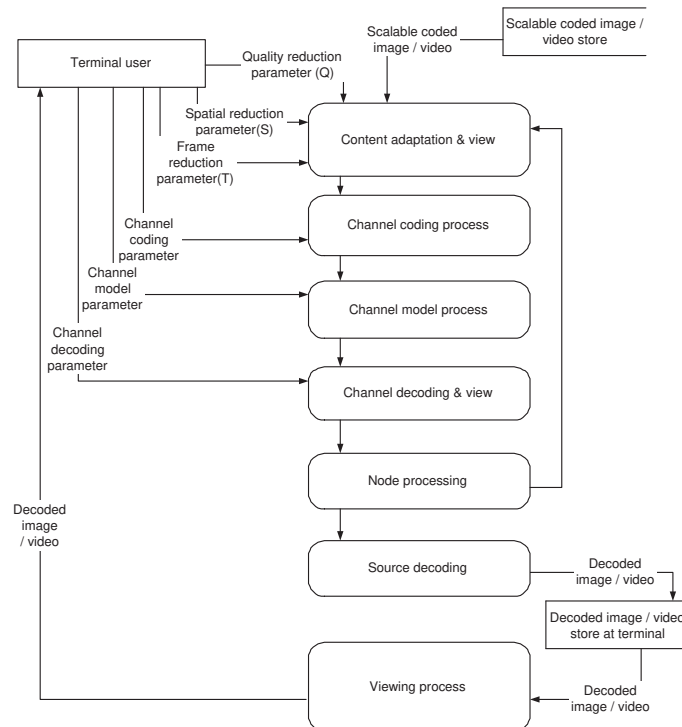 Scalable coded image /
video store
Scalable coded
image / video
Terminal user
Quality reduction
parameter (Q)
Spatial reduction
parameter(S)
Frame
reduction
parameter(T)
Content adaptation & view
Channel
coding
parameter
Channel coding process
Channel
model
parameter
Channel model process
Channel
decoding
parameter
Channel decoding & view
Node processing
Decoded
image
/ video
Source decoding
Decoded
image / video
Decoded image / video
store at terminal
Viewing process
Decoded
image / video